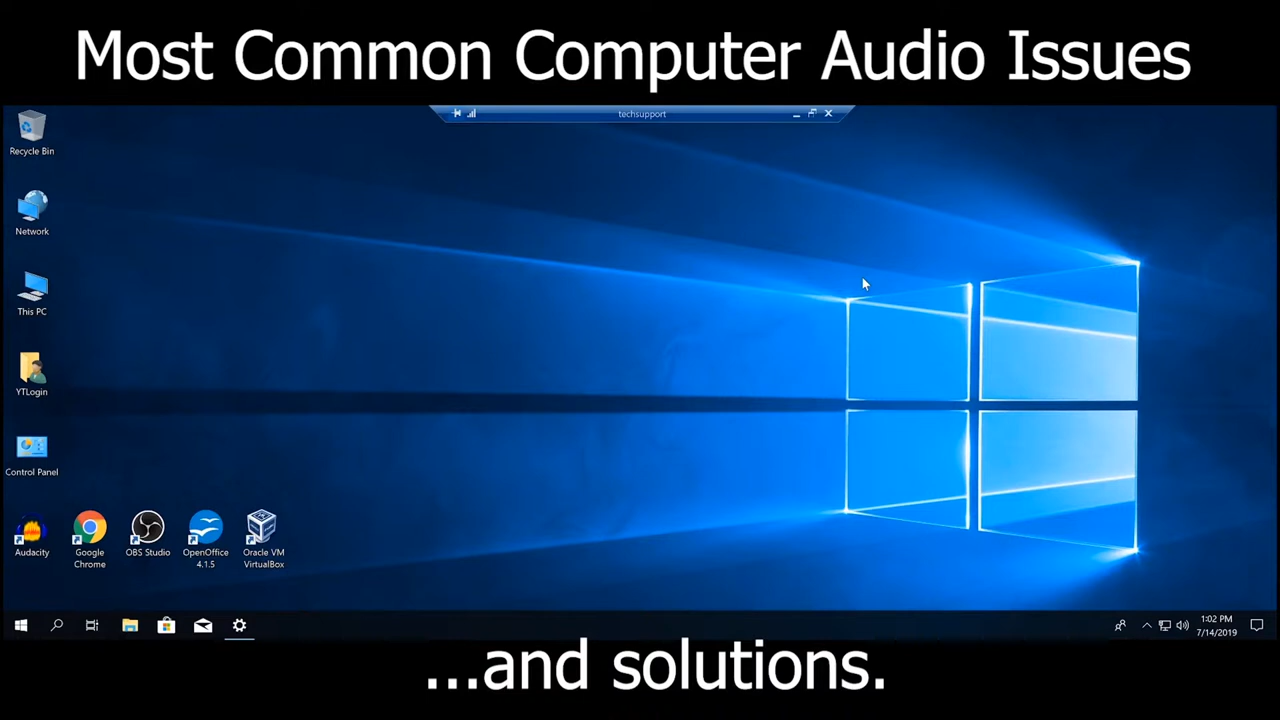 Most Common Computer Audio Issues
techsupport
Recycle Bin
Network
This PC
YTLogin
Control Panel
Audacity
Google
Chrome
OBS Studio
OpenOffice
4.1.5
Oracle VM
VirtualBox
1:02 PM
7/14/2019
...and solutions.